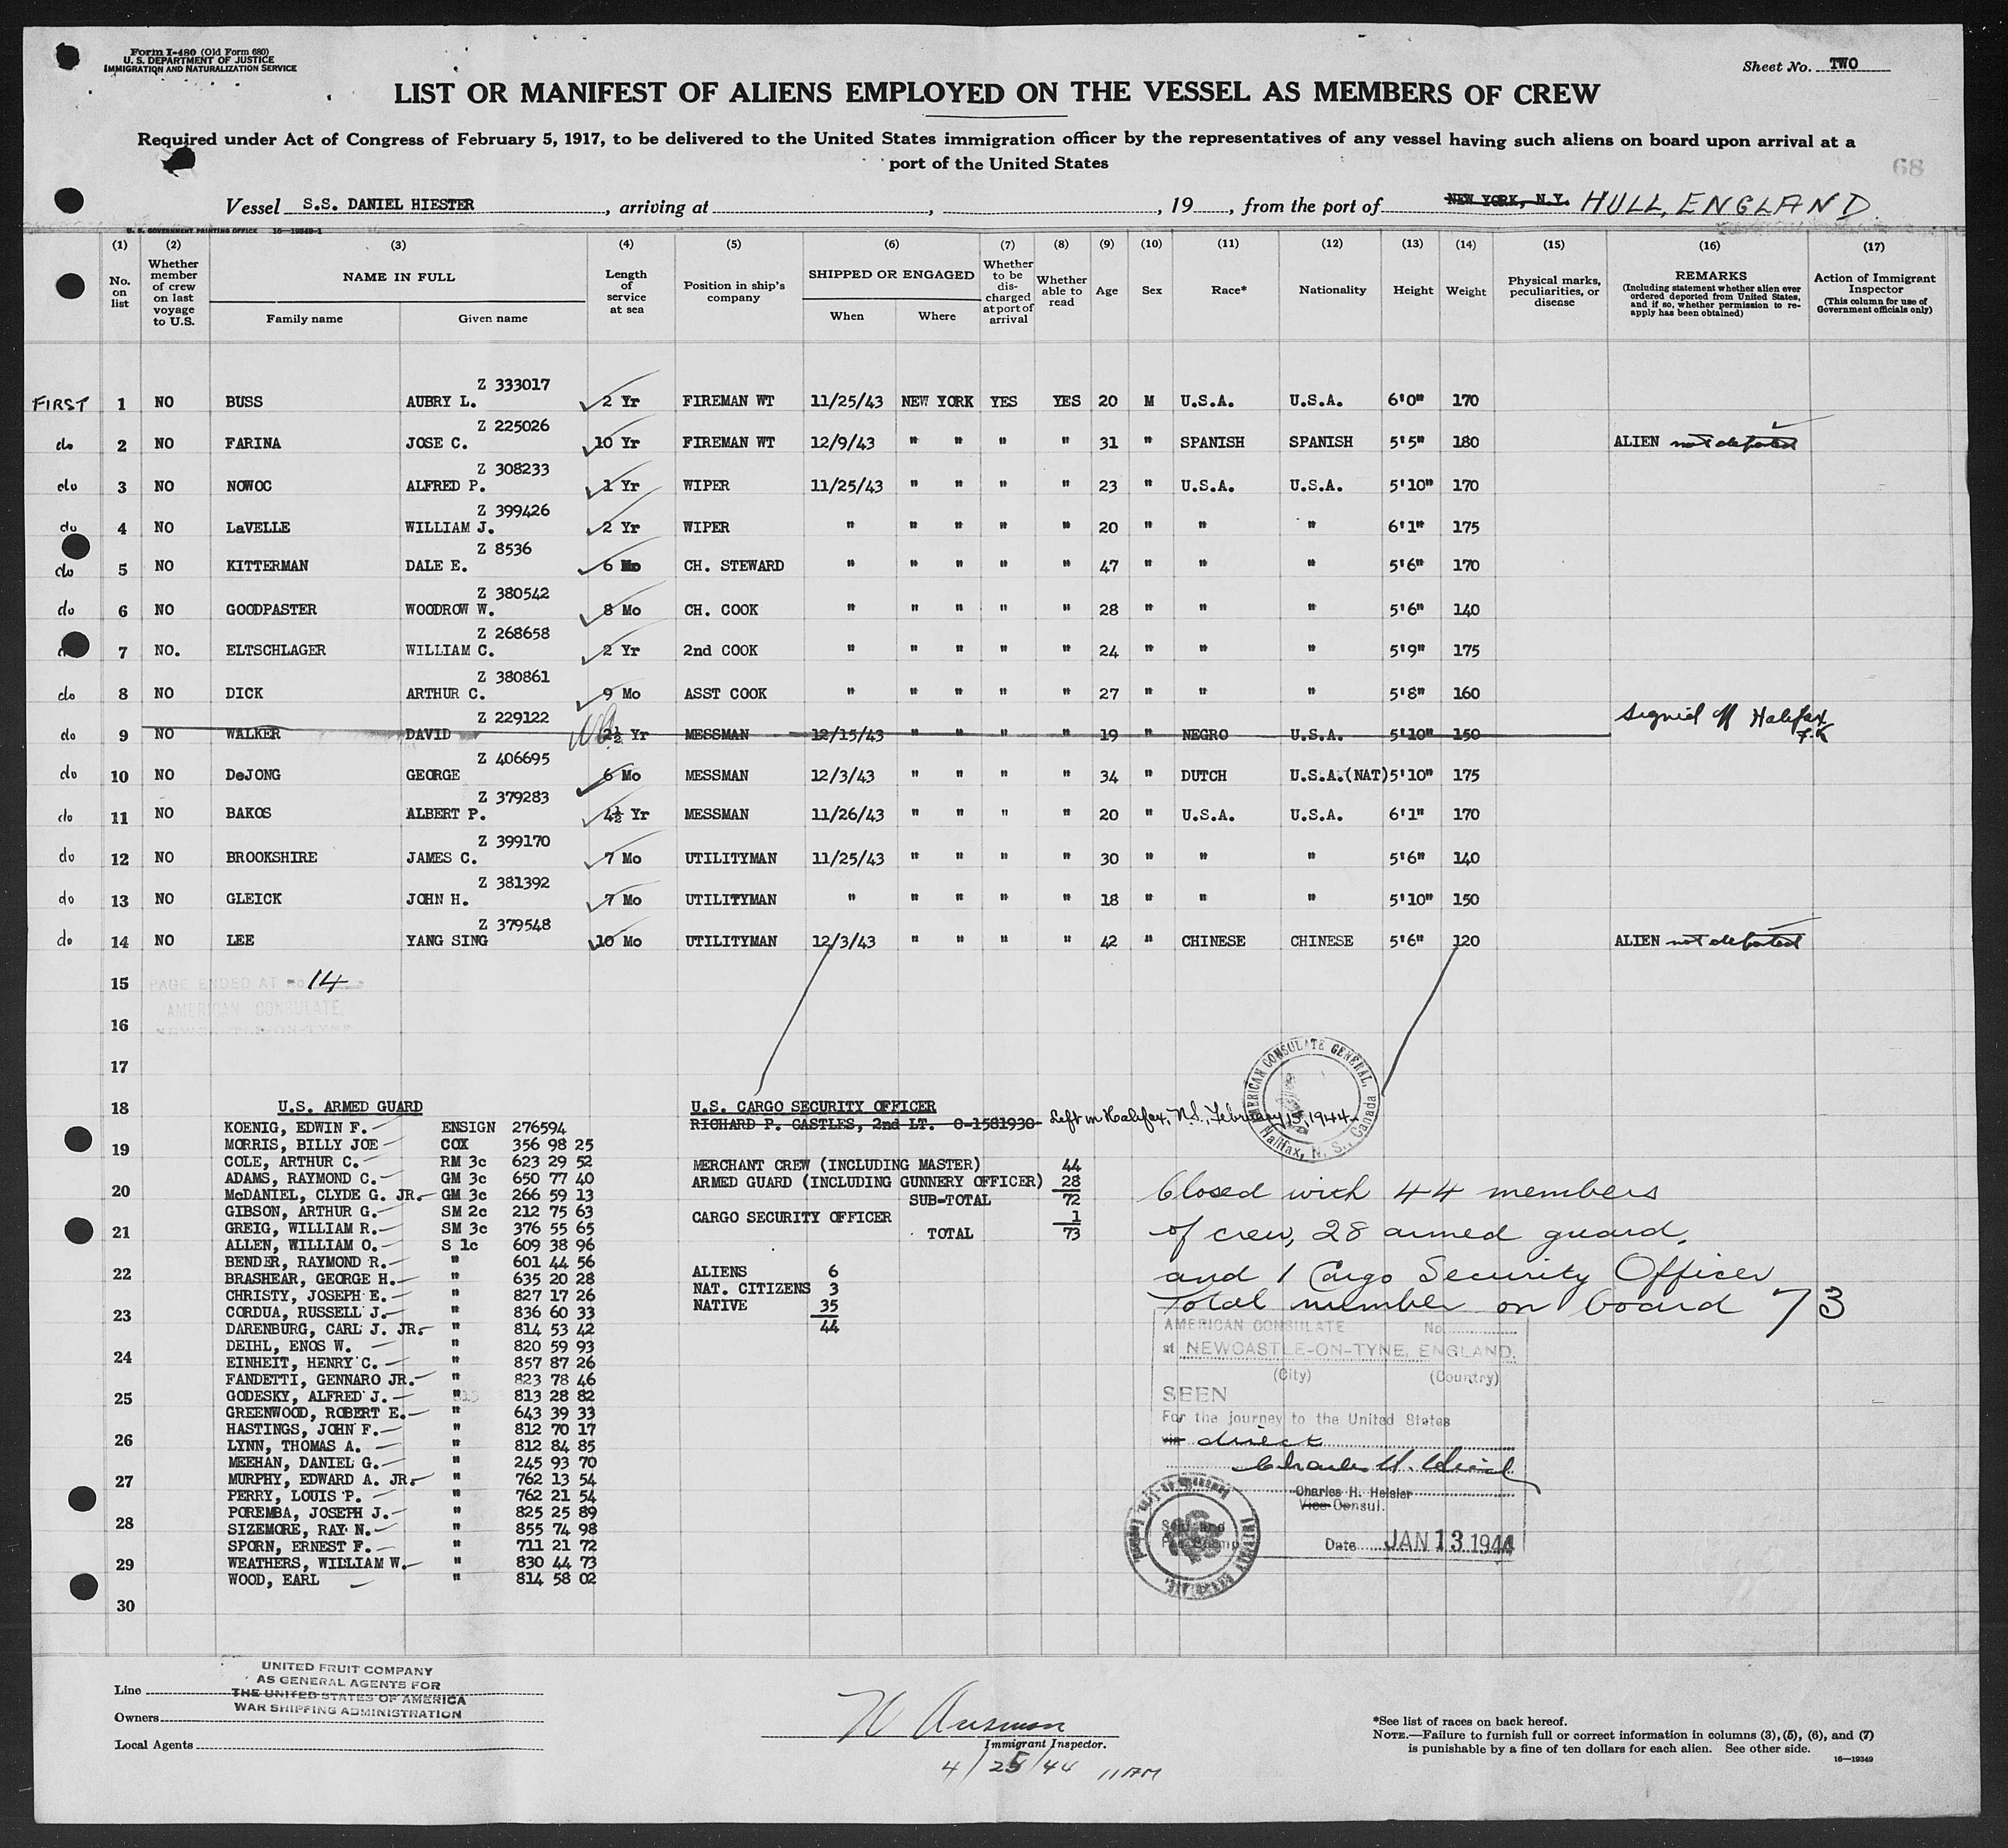 Form I-480 (Old Form 680)
U. S. DEPARTMENT OF JUSTICE
IMMIGRATION AND NATURALIZATION SERVICE
Sheet No. TWO
LIST OR MANIFEST OF ALIENS EMPLOYED ON THE VESSEL AS MEMBERS OF CREW
Required under Act of Congress of February 5, 1917, to be delivered to the United States immigration officer by the representatives of any vessel having such aliens on board upon arrival at a
port of the United States
68
Vessel S.S. DANIEL HIESTER, arriving at , , 19 , from the port of NEW YORK, N.Y. HULL, ENGLAND
U. S. GOVERNMENT PRINTING OFFICE 16—19349-1
(1) (2) (3) (4) (5) (6) (7) (8) (9) (10) (11) (12) (13) (14) (15) (16) (17)
No. on list
Whether member of crew on last voyage to U.S.
NAME IN FULL
Family name
Given name
Length of service at sea
Position in ship's company
SHIPPED OR ENGAGED
When
Where
Whether to be discharged at port of arrival
Whether able to read
Age
Sex
Race*
Nationality
Height
Weight
Physical marks, peculiarities, or disease
REMARKS
(Including statement whether alien ever ordered deported from United States, and if so, whether permission to reapply has been obtained)
Action of Immigrant Inspector
(This column for use of Government officials only)
Z 333017
FIRST 1 NO BUSS AUBRY L. 2 Yr FIREMAN WT 11/25/43 NEW YORK YES YES 20 M U.S.A. U.S.A. 6'0" 170
Z 225026
do 2 NO FARINA JOSE C. 10 Yr FIREMAN WT 12/9/43 " " " " 31 " SPANISH SPANISH 5'5" 180 ALIEN not deported
Z 308233
do 3 NO NOWOC ALFRED P. 1 Yr WIPER 11/25/43 " " " " 23 " U.S.A. U.S.A. 5'10" 170
Z 399426
do 4 NO LaVELLE WILLIAM J. 2 Yr WIPER " " " " " 20 " " " 6'1" 175
Z 8536
do 5 NO KITTERMAN DALE E. 6 Mo CH. STEWARD " " " " " 47 " " " 5'6" 170
Z 380542
do 6 NO GOODPASTER WOODROW W. 8 Mo CH. COOK " " " " " 28 " " " 5'6" 140
Z 268658
7 NO. ELTSCHLAGER WILLIAM C. 2 Yr 2nd COOK " " " " " 24 " " " 5'9" 175
Z 380861
do 8 NO DICK ARTHUR C. 9 Mo ASST COOK " " " " " 27 " " " 5'8" 160
Z 229122
do 9 NO WALKER DAVID 2½ Yr MESSMAN 12/15/43 " " " " 19 " NEGRO U.S.A. 5'10" 150 Signed off Halifax
Z 406695
do 10 NO DeJONG GEORGE 6 Mo MESSMAN 12/3/43 " " " " 34 " DUTCH U.S.A.(NAT) 5'10" 175
Z 379283
do 11 NO BAKOS ALBERT P. 4½ Yr MESSMAN 11/26/43 " " " " 20 " U.S.A. U.S.A. 6'1" 170
Z 399170
do 12 NO BROOKSHIRE JAMES C. 7 Mo UTILITYMAN 11/25/43 " " " " 30 " " " 5'6" 140
Z 381392
do 13 NO GLEICK JOHN H. 7 Mo UTILITYMAN " " " " " 18 " " " 5'10" 150
Z 379548
do 14 NO LEE YANG SING 10 Mo UTILITYMAN 12/3/43 " " " " 42 " CHINESE CHINESE 5'6" 120 ALIEN not deported
15 PAGE ENDED AT No 14
AMERICAN CONSULATE,
NEWCASTLE-ON-TYNE
16
17
18
19
20
21
22
23
24
25
26
27
28
29
30
U.S. ARMED GUARD
KOENIG, EDWIN F. ENSIGN 276594
MORRIS, BILLY JOE COX 356 98 25
COLE, ARTHUR C. RM 3c 623 29 52
ADAMS, RAYMOND C. GM 3c 650 77 40
McDANIEL, CLYDE G. JR. GM 3c 266 59 13
GIBSON, ARTHUR G. SM 2c 212 75 63
GREIG, WILLIAM R. SM 3c 376 55 65
ALLEN, WILLIAM O. S 1c 609 38 96
BENDER, RAYMOND R. " 601 44 56
BRASHEAR, GEORGE H. " 635 20 28
CHRISTY, JOSEPH E. " 827 17 26
CORDUA, RUSSELL J. " 836 60 33
DARENBURG, CARL J. JR. " 814 53 42
DEIHL, ENOS W. " 820 59 93
EINHEIT, HENRY C. " 857 87 26
FANDETTI, GENNARO JR. " 823 78 46
GODESKY, ALFRED J. " 813 28 82
GREENWOOD, ROBERT E. " 643 39 33
HASTINGS, JOHN F. " 812 70 17
LYNN, THOMAS A. " 812 84 85
MEEHAN, DANIEL G. " 245 93 70
MURPHY, EDWARD A. JR. " 762 13 54
PERRY, LOUIS P. " 762 21 54
POREMBA, JOSEPH J. " 825 25 89
SIZEMORE, RAY N. " 855 74 98
SPORN, ERNEST F. " 711 21 72
WEATHERS, WILLIAM W. " 830 44 73
WOOD, EARL " 814 58 02
U.S. CARGO SECURITY OFFICER
RICHARD P. CASTLES, 2nd LT. O-1581930 Left in Halifax, N.S., February 15, 1944
MERCHANT CREW (INCLUDING MASTER) 44
ARMED GUARD (INCLUDING GUNNERY OFFICER) 28
SUB-TOTAL 72
CARGO SECURITY OFFICER 1
TOTAL 73
ALIENS 6
NAT. CITIZENS 3
NATIVE 35
44
AMERICAN CONSULATE GENERAL,
Halifax, N. S., Canada
Closed with 44 members
of crew, 28 armed guard,
and 1 Cargo Security Officer
Total number on board 73
AMERICAN CONSULATE No.
at NEWCASTLE-ON-TYNE, ENGLAND.
(City) (Country)
SEEN
For the journey to the United States
via direct
Charles H. Heisler
Vice Consul.
Date JAN 13 1944
UNITED FRUIT COMPANY
AS GENERAL AGENTS FOR
THE UNITED STATES OF AMERICA
WAR SHIPPING ADMINISTRATION
Line
Owners
Local Agents
Immigrant Inspector.
4/25/44 11 AM
*See list of races on back hereof.
NOTE.—Failure to furnish full or correct information in columns (3), (5), (6), and (7)
is punishable by a fine of ten dollars for each alien. See other side.
16—19349